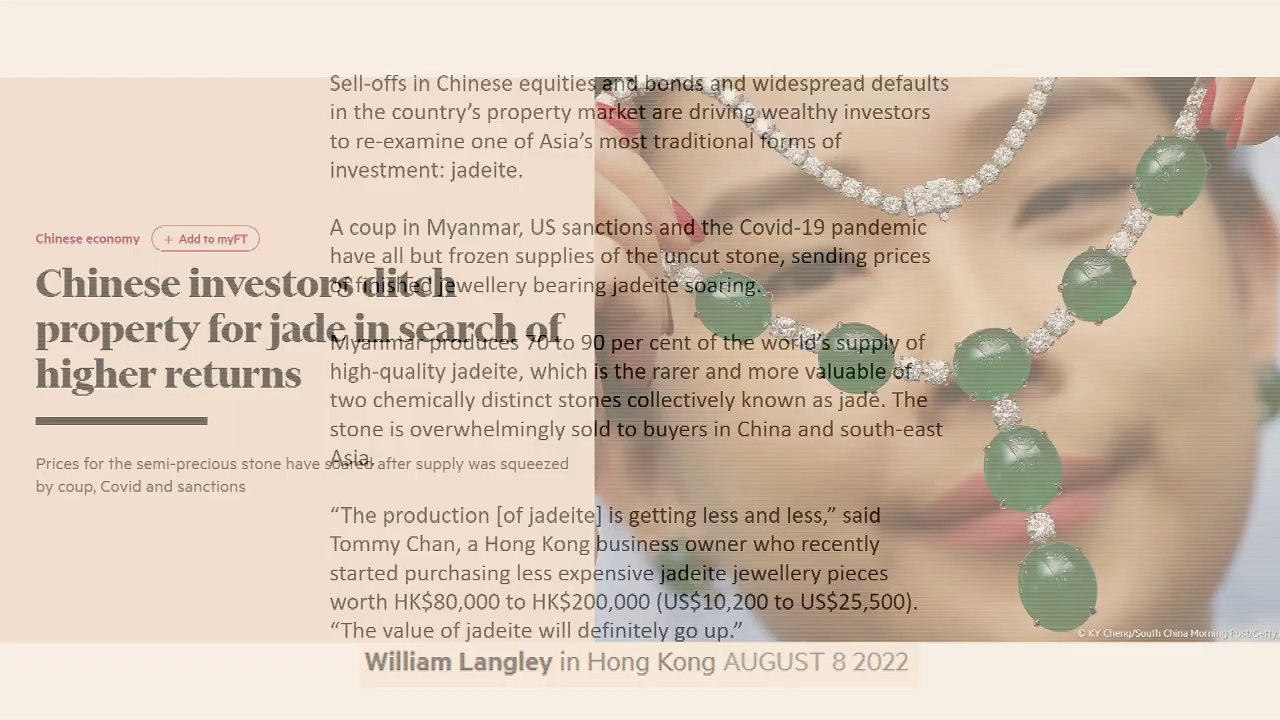 Sell-offs in Chinese equities and bonds and widespread defaults
in the country's property market are driving wealthy investors
to re-examine one of Asia's most traditional forms of
investment: jadeite.
A coup in Myanmar, US sanctions and the Covid-19 pandemic
have all but frozen supplies of the uncut stone, sending prices
of finished jewellery bearing jadeite soaring.
Myanmar produces 70 to 90 per cent of the world's supply of
high-quality jadeite, which is the rarer and more valuable of
two chemically distinct stones collectively known as jade. The
stone is overwhelmingly sold to buyers in China and south-east
Asia.
“The production [of jadeite] is getting less and less,” said
Tommy Chan, a Hong Kong business owner who recently
started purchasing less expensive jadeite jewellery pieces
worth HK$80,000 to HK$200,000 (US$10,200 to US$25,500).
“The value of jadeite will definitely go up.”
Chinese economy + Add to myFT
Chinese investors ditch
property for jade in search of
higher returns
Prices for the semi-precious stone have soared after supply was squeezed
by coup, Covid and sanctions
© KY Cheng/South China Morning Post/Getty
William Langley in Hong Kong AUGUST 8 2022